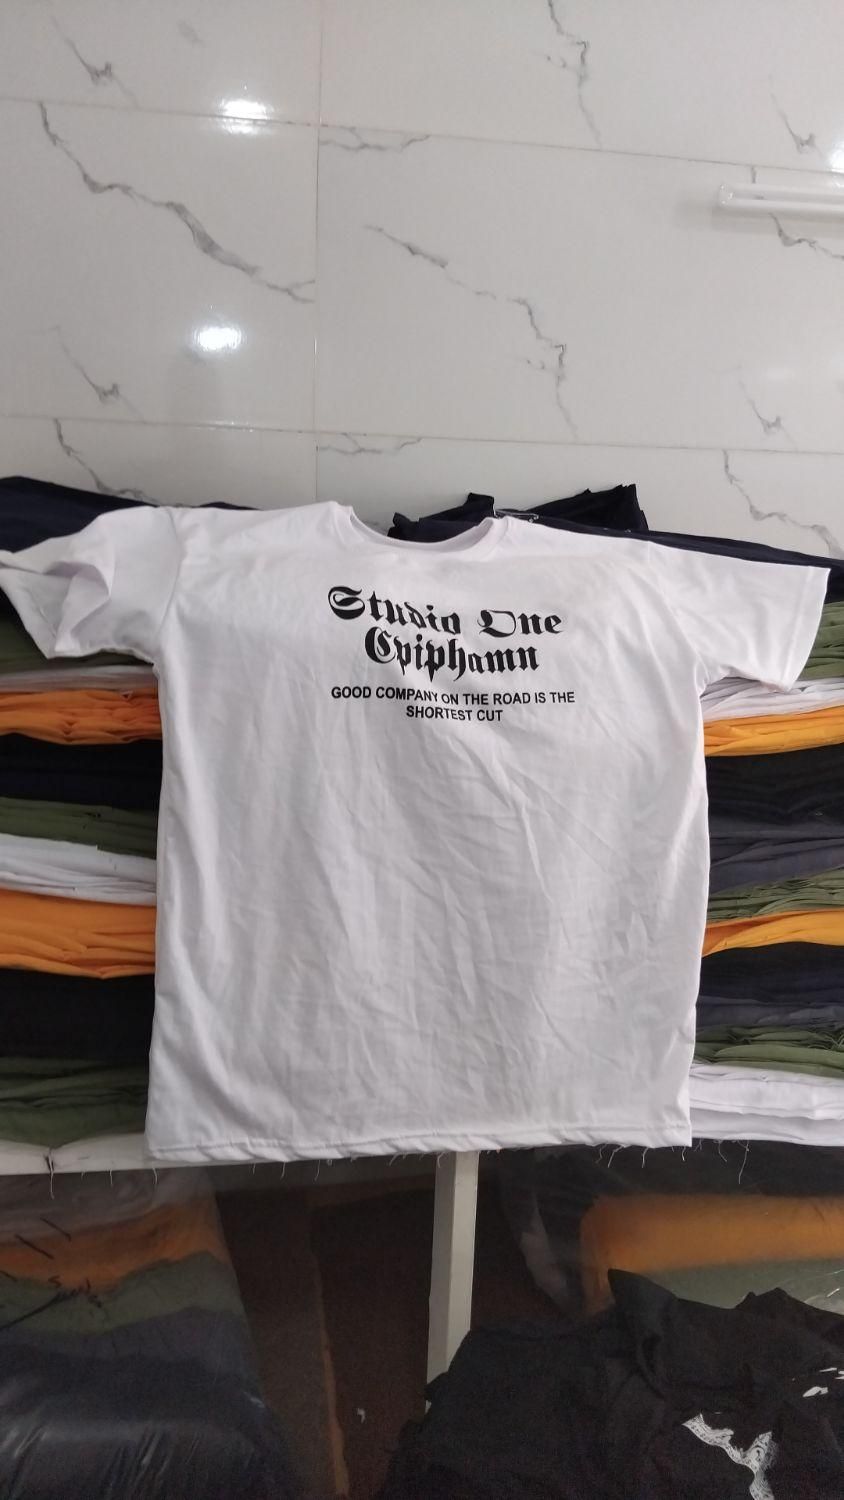 Studio One
Epiphamn
GOOD COMPANY ON THE ROAD IS THE
SHORTEST CUT